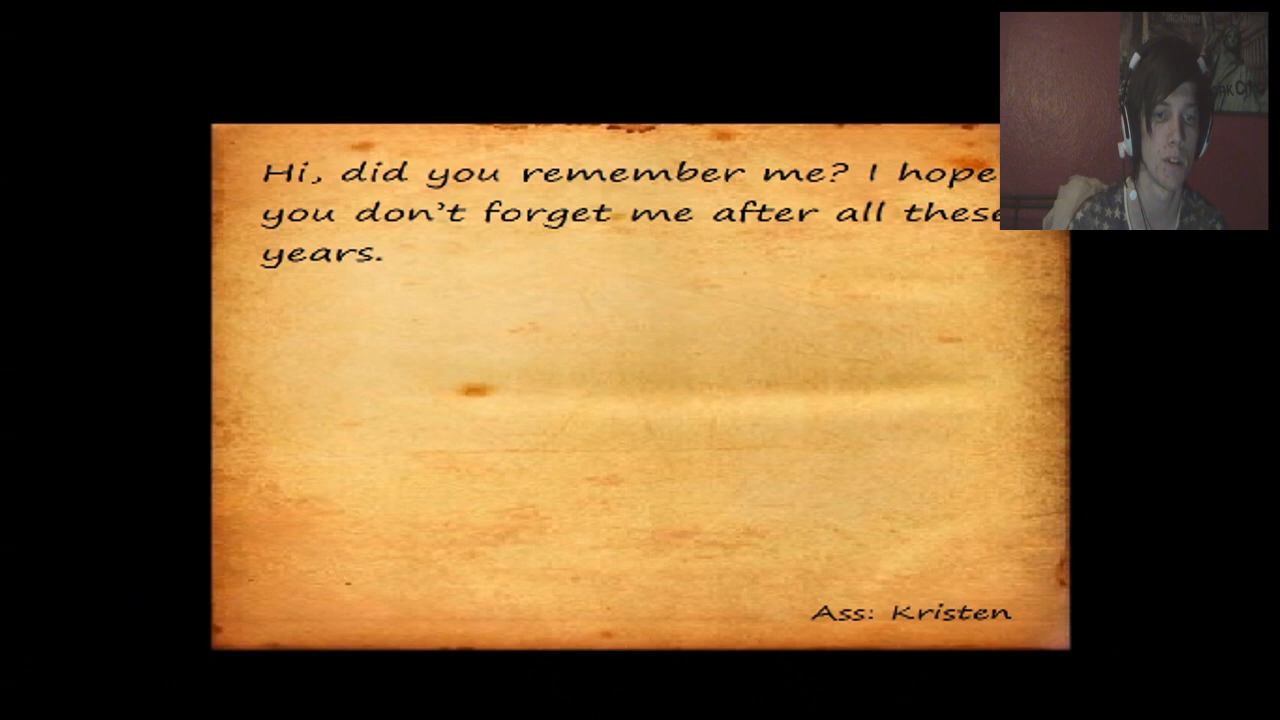 Hi, did you remember me? I hope
you don't forget me after all these
years.
Ass: Kristen